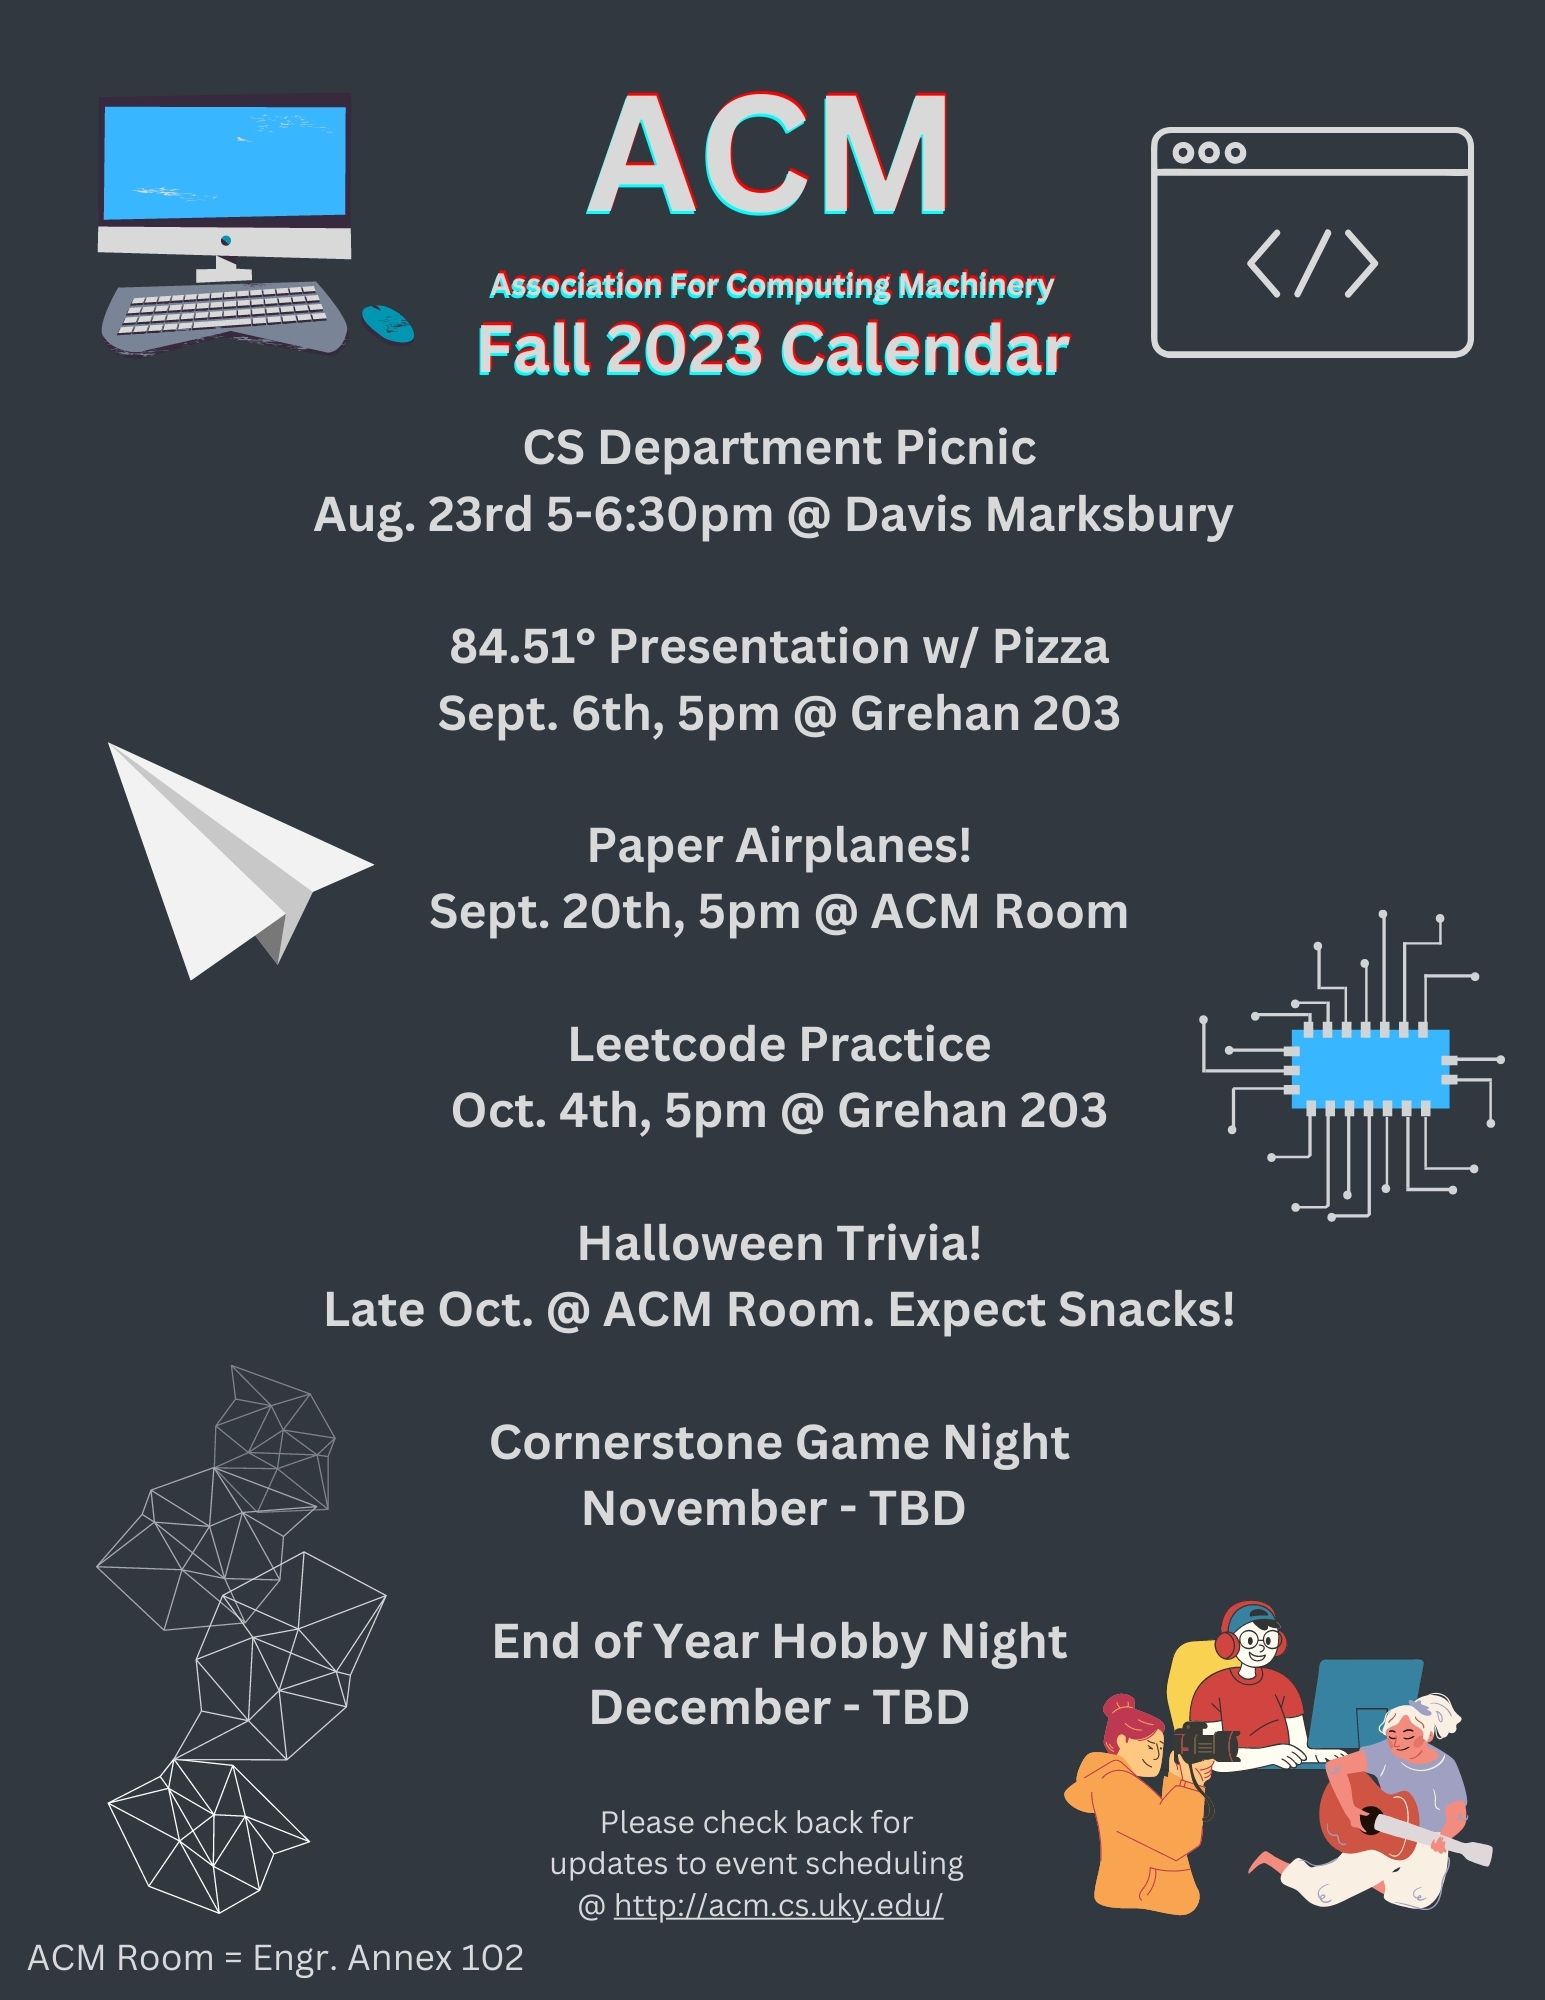 ACM
Association For Computing Machinery
Fall 2023 Calendar
</>
CS Department Picnic
Aug. 23rd 5-6:30pm @ Davis Marksbury
84.51° Presentation w/ Pizza
Sept. 6th, 5pm @ Grehan 203
Paper Airplanes!
Sept. 20th, 5pm @ ACM Room
Leetcode Practice
Oct. 4th, 5pm @ Grehan 203
Halloween Trivia!
Late Oct. @ ACM Room. Expect Snacks!
Cornerstone Game Night
November - TBD
End of Year Hobby Night
December - TBD
Please check back for
updates to event scheduling
@ http://acm.cs.uky.edu/
ACM Room = Engr. Annex 102